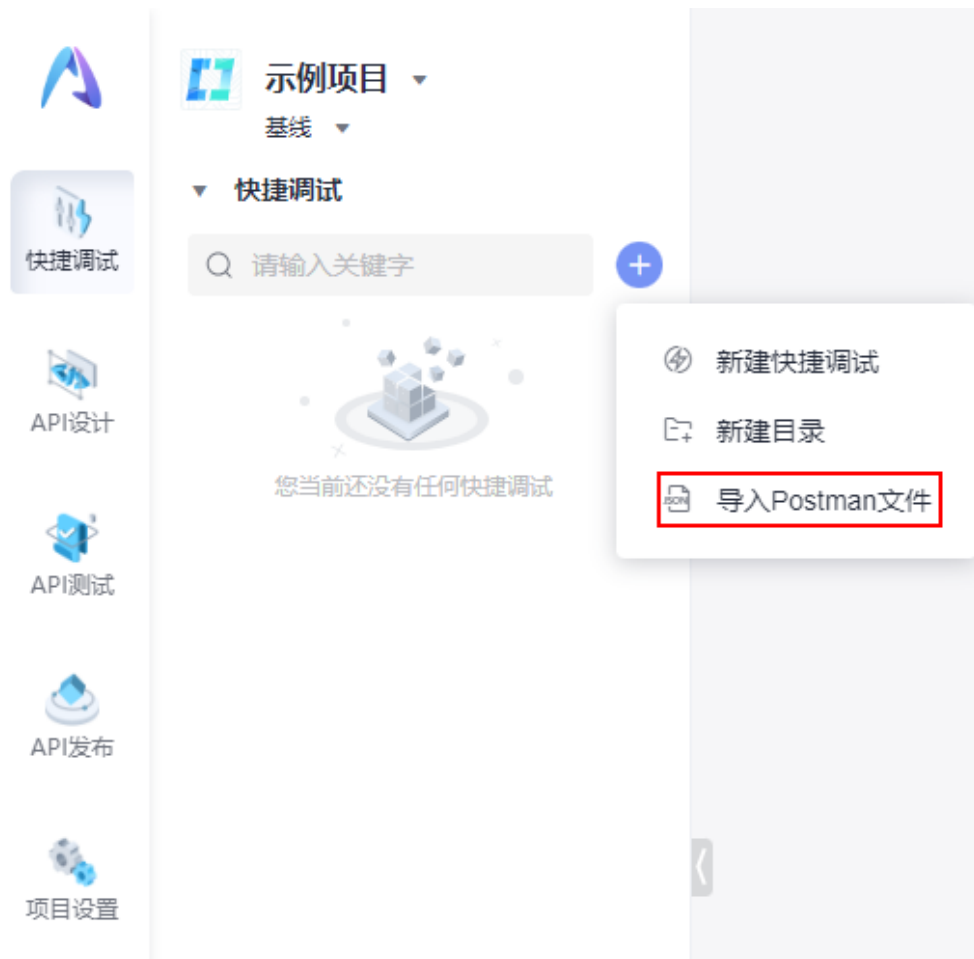 示例项目
基线
快捷调试
请输入关键字
您当前还没有任何快捷调试
快捷调试
API设计
API测试
API发布
项目设置
新建快捷调试
新建目录
JSON
导入Postman文件